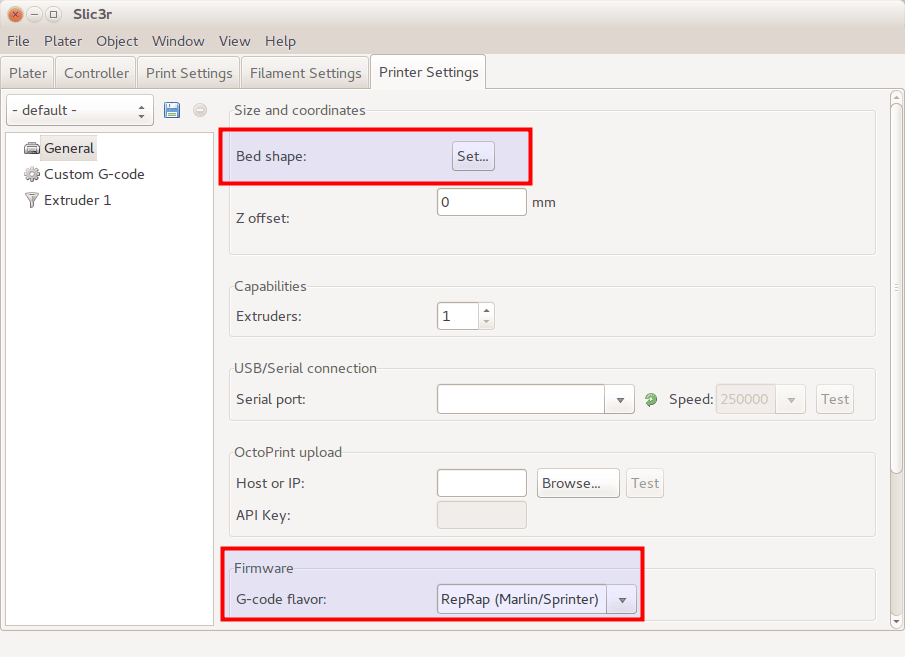 Slic3r
File Plater Object Window View Help
Plater Controller Print Settings Filament Settings Printer Settings
- default -
General
Custom G-code
Extruder 1
Size and coordinates
Bed shape: Set...
Z offset: 0 mm
Capabilities
Extruders: 1
USB/Serial connection
Serial port: Speed: 250000 Test
OctoPrint upload
Host or IP: Browse... Test
API Key:
Firmware
G-code flavor: RepRap (Marlin/Sprinter)